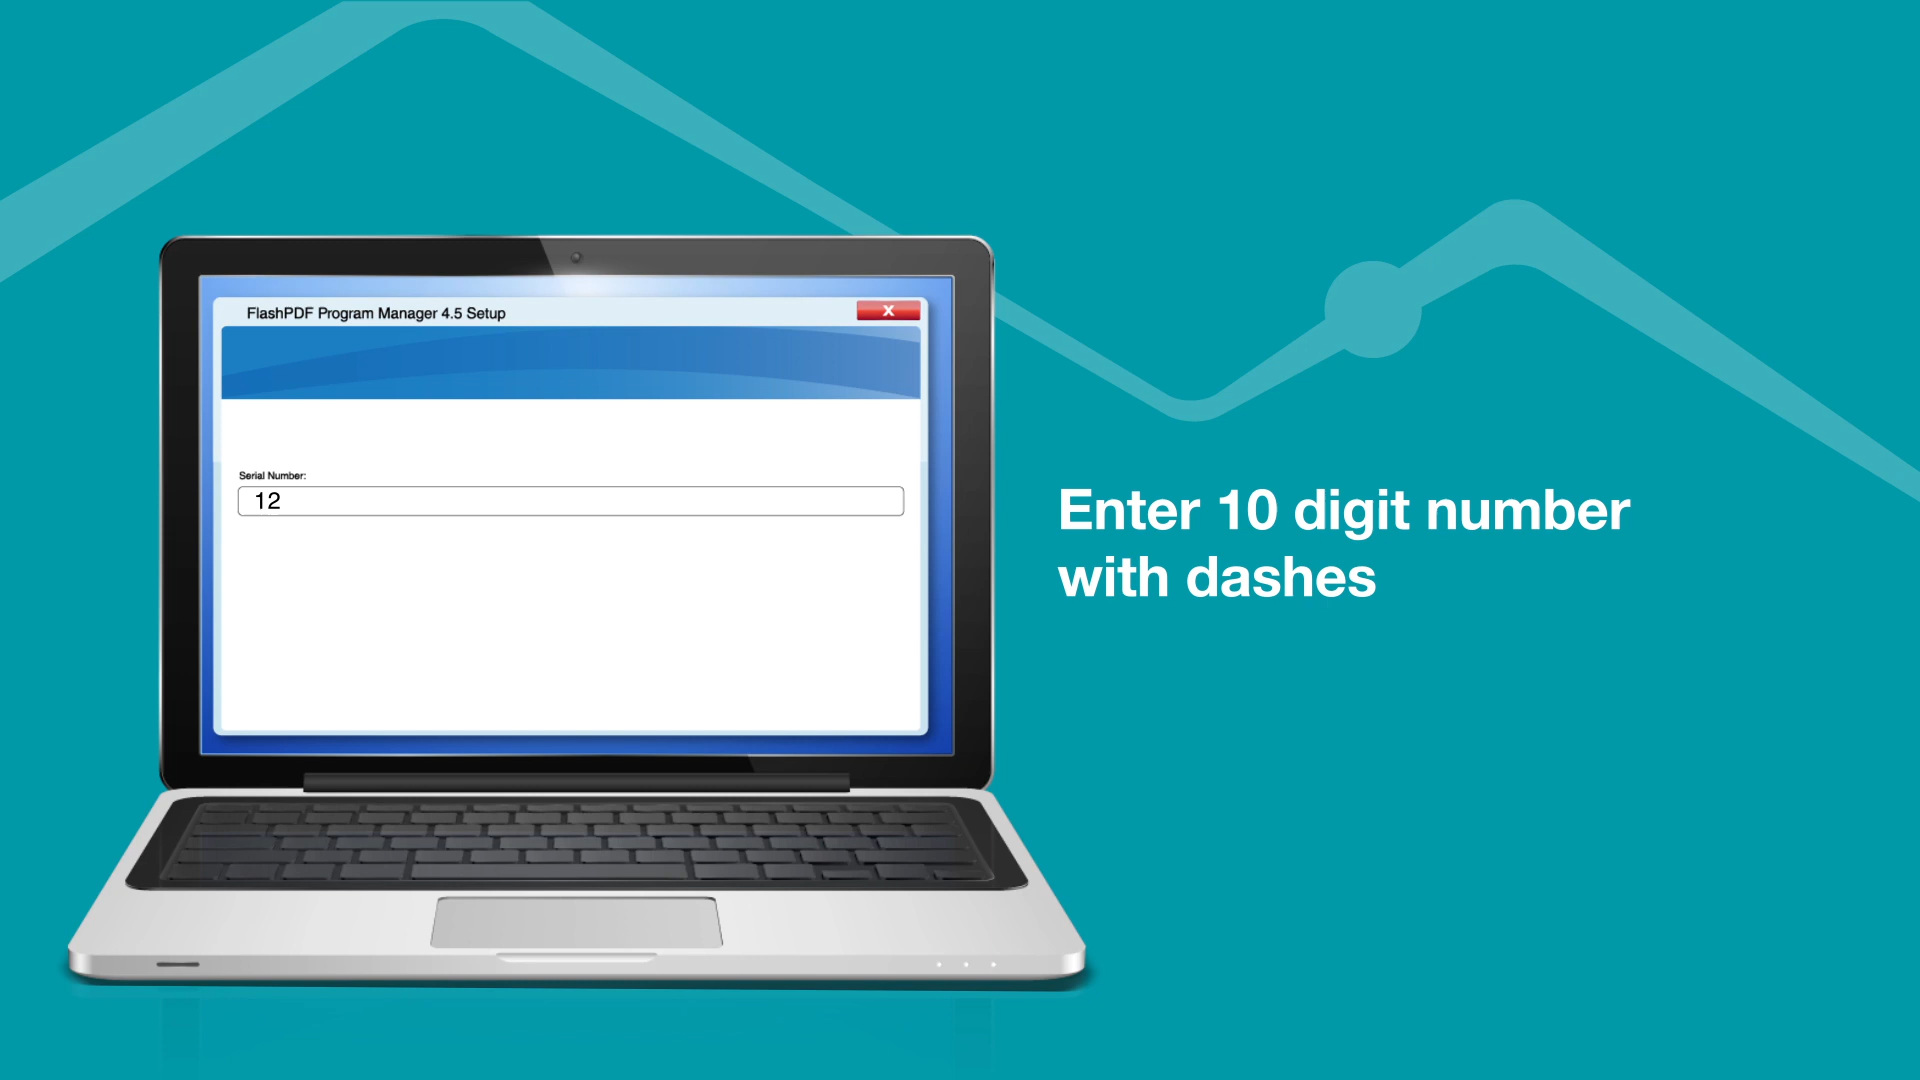 FlashPDF Program Manager 4.5 Setup
X
Serial Number:
12
Enter 10 digit number
with dashes